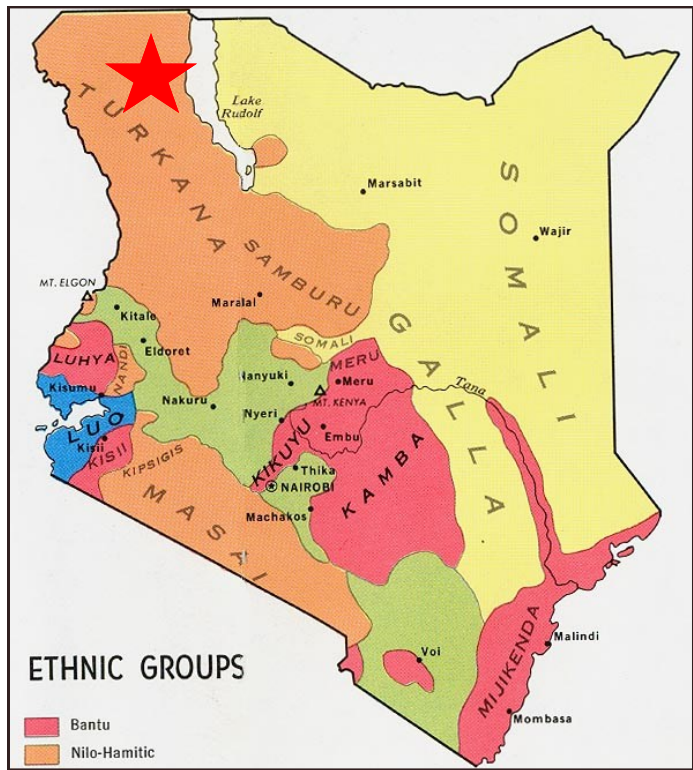 Lake
Rudolf
TURKANA
Marsabit
SOMALI
Wajir
SAMBURU
MT. ELGON
Maralal
Kitale
GALLA
SOMALI
Eldoret
LUHYA
NANDI
MERU
Nanyuki
Meru
Tana
Kisumu
MT. KENYA
Nakuru
Nyeri
LUO
Embu
Kisii
KISII
KIKUYU
KAMBA
KIPSIGIS
Thika
NAIROBI
MASAI
Machakos
Voi
Malindi
MIJIKENDA
Mombasa
ETHNIC GROUPS
Bantu
Nilo-Hamitic